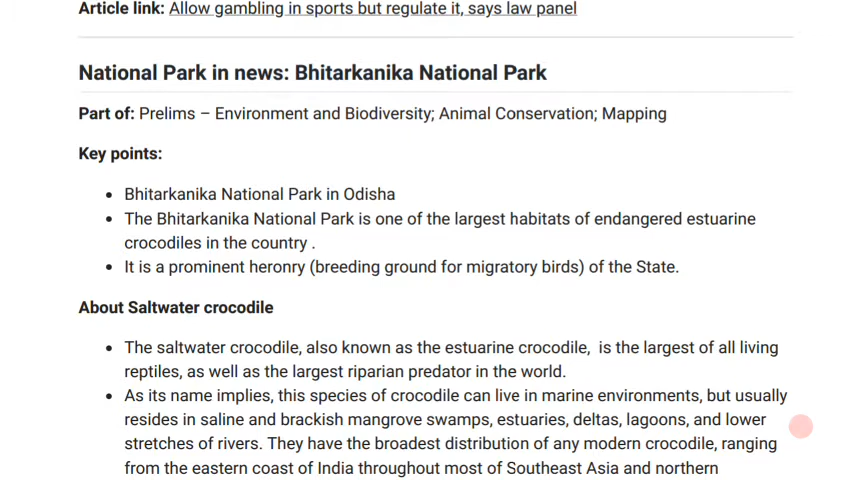 Article link: Allow gambling in sports but regulate it, says law panel
National Park in news: Bhitarkanika National Park
Part of: Prelims – Environment and Biodiversity; Animal Conservation; Mapping
Key points:
• Bhitarkanika National Park in Odisha
• The Bhitarkanika National Park is one of the largest habitats of endangered estuarine
crocodiles in the country .
• It is a prominent heronry (breeding ground for migratory birds) of the State.
About Saltwater crocodile
• The saltwater crocodile, also known as the estuarine crocodile,  is the largest of all living
reptiles, as well as the largest riparian predator in the world.
• As its name implies, this species of crocodile can live in marine environments, but usually
resides in saline and brackish mangrove swamps, estuaries, deltas, lagoons, and lower
stretches of rivers. They have the broadest distribution of any modern crocodile, ranging
from the eastern coast of India throughout most of Southeast Asia and northern